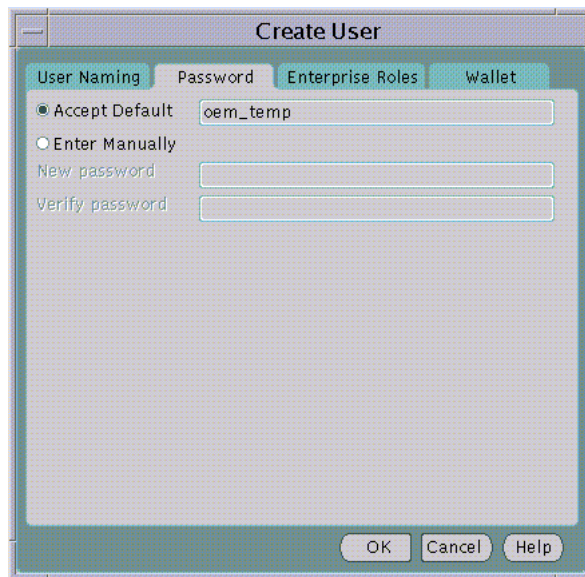 Create User
User Naming Password Enterprise Roles Wallet
Accept Default oem_temp
Enter Manually
New password
Verify password
OK Cancel Help